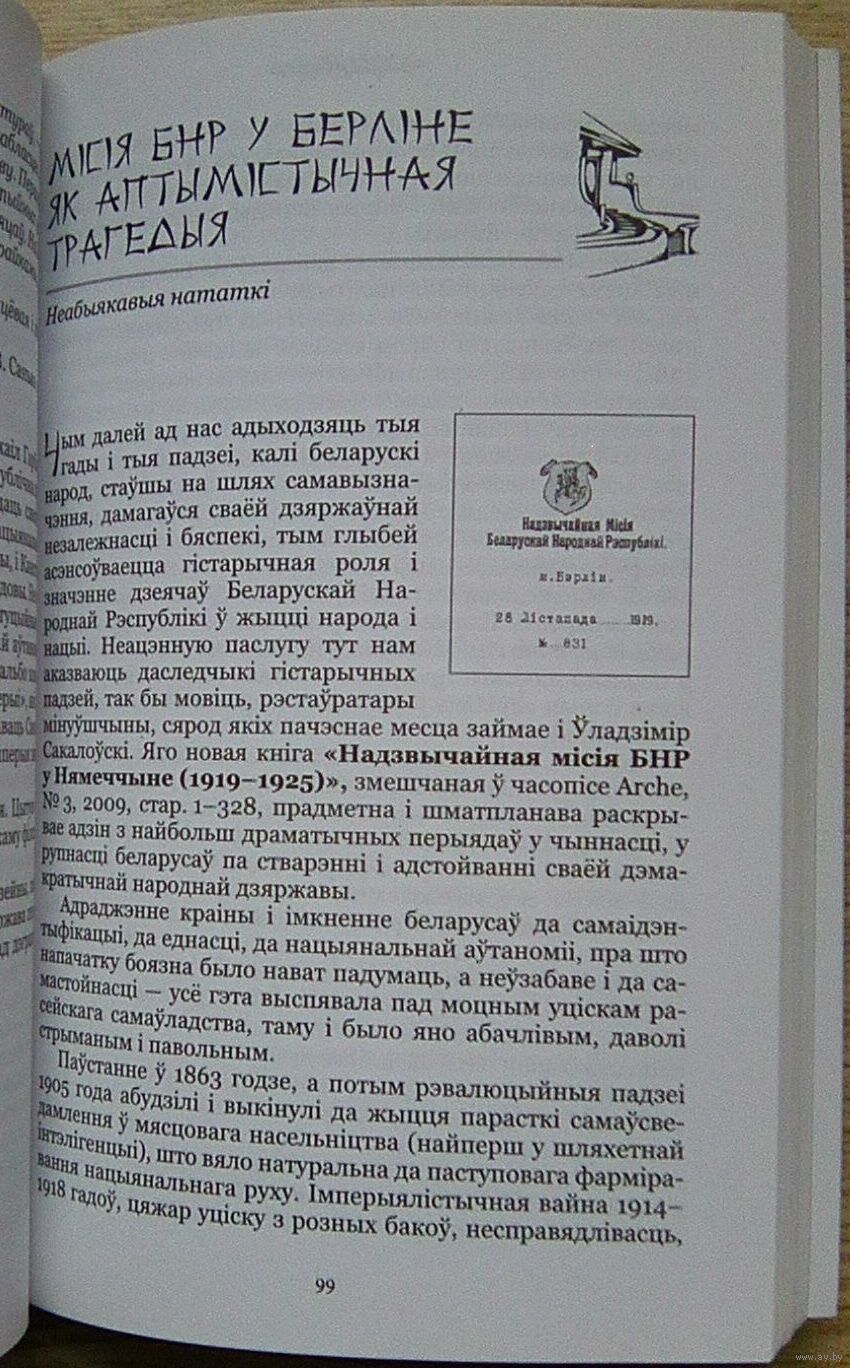 МІСІЯ БНР У БЕРЛІНЕ
ЯК АПТЫМІСТЫЧНАЯ
ТРАГЕДЫЯ
Неабыякавыя нататкі
Чым далей ад нас адыходзяць тыя
гады і тыя падзеі, калі беларускі
народ, стаўшы на шлях самавызна-
чэння, дамагаўся сваёй дзяржаўнай
незалежнасці і бяспекі, тым глыбей
асэнсоўваецца гістарычная роля і
значэнне дзеячаў Беларускай На-
роднай Рэспублікі ў жыцці народа і
нацыі. Неацэнную паслугу тут нам
аказваюць даследчыкі гістарычных
падзей, так бы мовіць, рэстаўратары
мінуўшчыны, сярод якіх пачэснае месца займае і Ўладзімір
Сакалоўскі. Яго новая кніга «Надзвычайная місія БНР
у Нямеччыне (1919–1925)», змешчаная ў часопісе Arche,
№ 3, 2009, стар. 1–328, прадметна і шматпланава раскры-
вае адзін з найбольш драматычных перыядаў у чыннасці, у
рупнасці беларусаў па стварэнні і адстойванні сваёй дэма-
кратычнай народнай дзяржавы.
Адраджэнне краіны і імкненне беларусаў да самаідэн-
тыфікацыі, да еднасці, да нацыянальнай аўтаноміі, пра што
напачатку боязна было нават падумаць, а неўзабаве і да са-
мастойнасці — усё гэта выспявала пад моцным уціскам ра-
сейскага самаўладства, таму і было яно абачлівым, даволі
стрыманым і павольным.
Паўстанне ў 1863 годзе, а потым рэвалюцыйныя падзеі
1905 года абудзілі і выкінулі да жыцця парасткі самаўсве-
дамлення ў мясцовага насельніцтва (найперш у шляхетнай
інтэлігенцыі), што вяло натуральна да паступовага фарміра-
вання нацыянальнага руху. Імперыялістычная вайна 1914–
1918 гадоў, цяжар уціску з розных бакоў, несправядлівасць,
Надзвычайная Місія
Беларускай Народнай Рэспублікі.
м. Бэрлін.
28 Лістапада 1919.
№ 831
99
www.ay.by